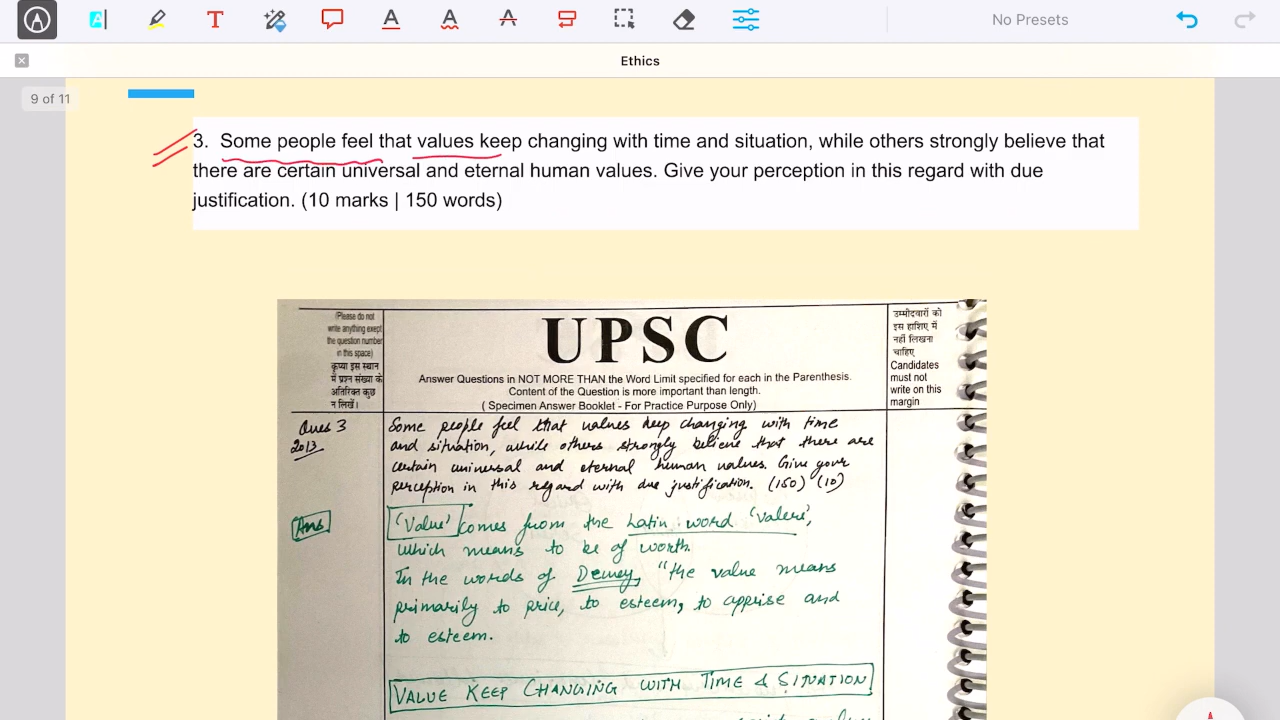 No Presets
Ethics
9 of 11
3. Some people feel that values keep changing with time and situation, while others strongly believe that
there are certain universal and eternal human values. Give your perception in this regard with due
justification. (10 marks | 150 words)
(Please do not
write anything exept
the question number
in this space)
कृप्या इस स्थान
में प्रश्न संख्या के
अतिरिक्त कुछ
न लिखें।
UPSC
Answer Questions in NOT MORE THAN the Word Limit specified for each in the Parenthesis.
Content of the Question is more important than length.
( Specimen Answer Booklet - For Practice Purpose Only)
उम्मीदवारों को
इस हाशिए में
नहीं लिखना
चाहिए
Candidates
must not
write on this
margin
Ques 3
2013
Some people feel that values keep changing with time
and situation, while others strongly believe that there are
certain universal and eternal human values. Give your
perception in this regard with due justification. (150) (10)
Ans
'Value' comes from the Latin word 'Valere',
which means to be of worth.
In the words of Dewey, "the value means
primarily to price, to esteem, to apprise and
to esteem.
VALUE KEEP CHANGING WITH TIME & SITUATION